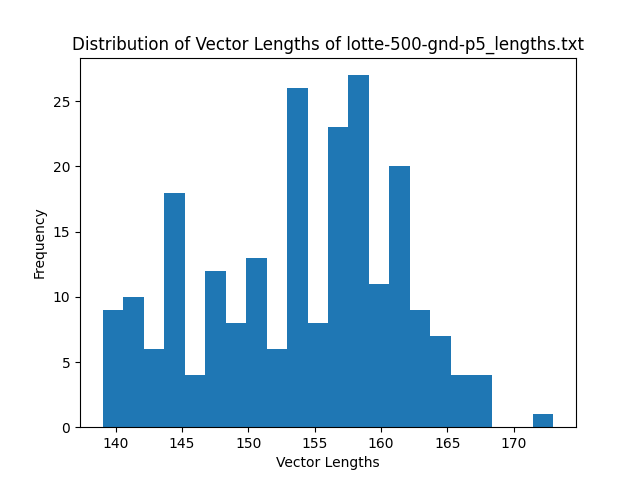 Distribution of Vector Lengths of lotte-500-gnd-p5_lengths.txt
25
20
15
10
5
0
Frequency
140 145 150 155 160 165 170
Vector Lengths